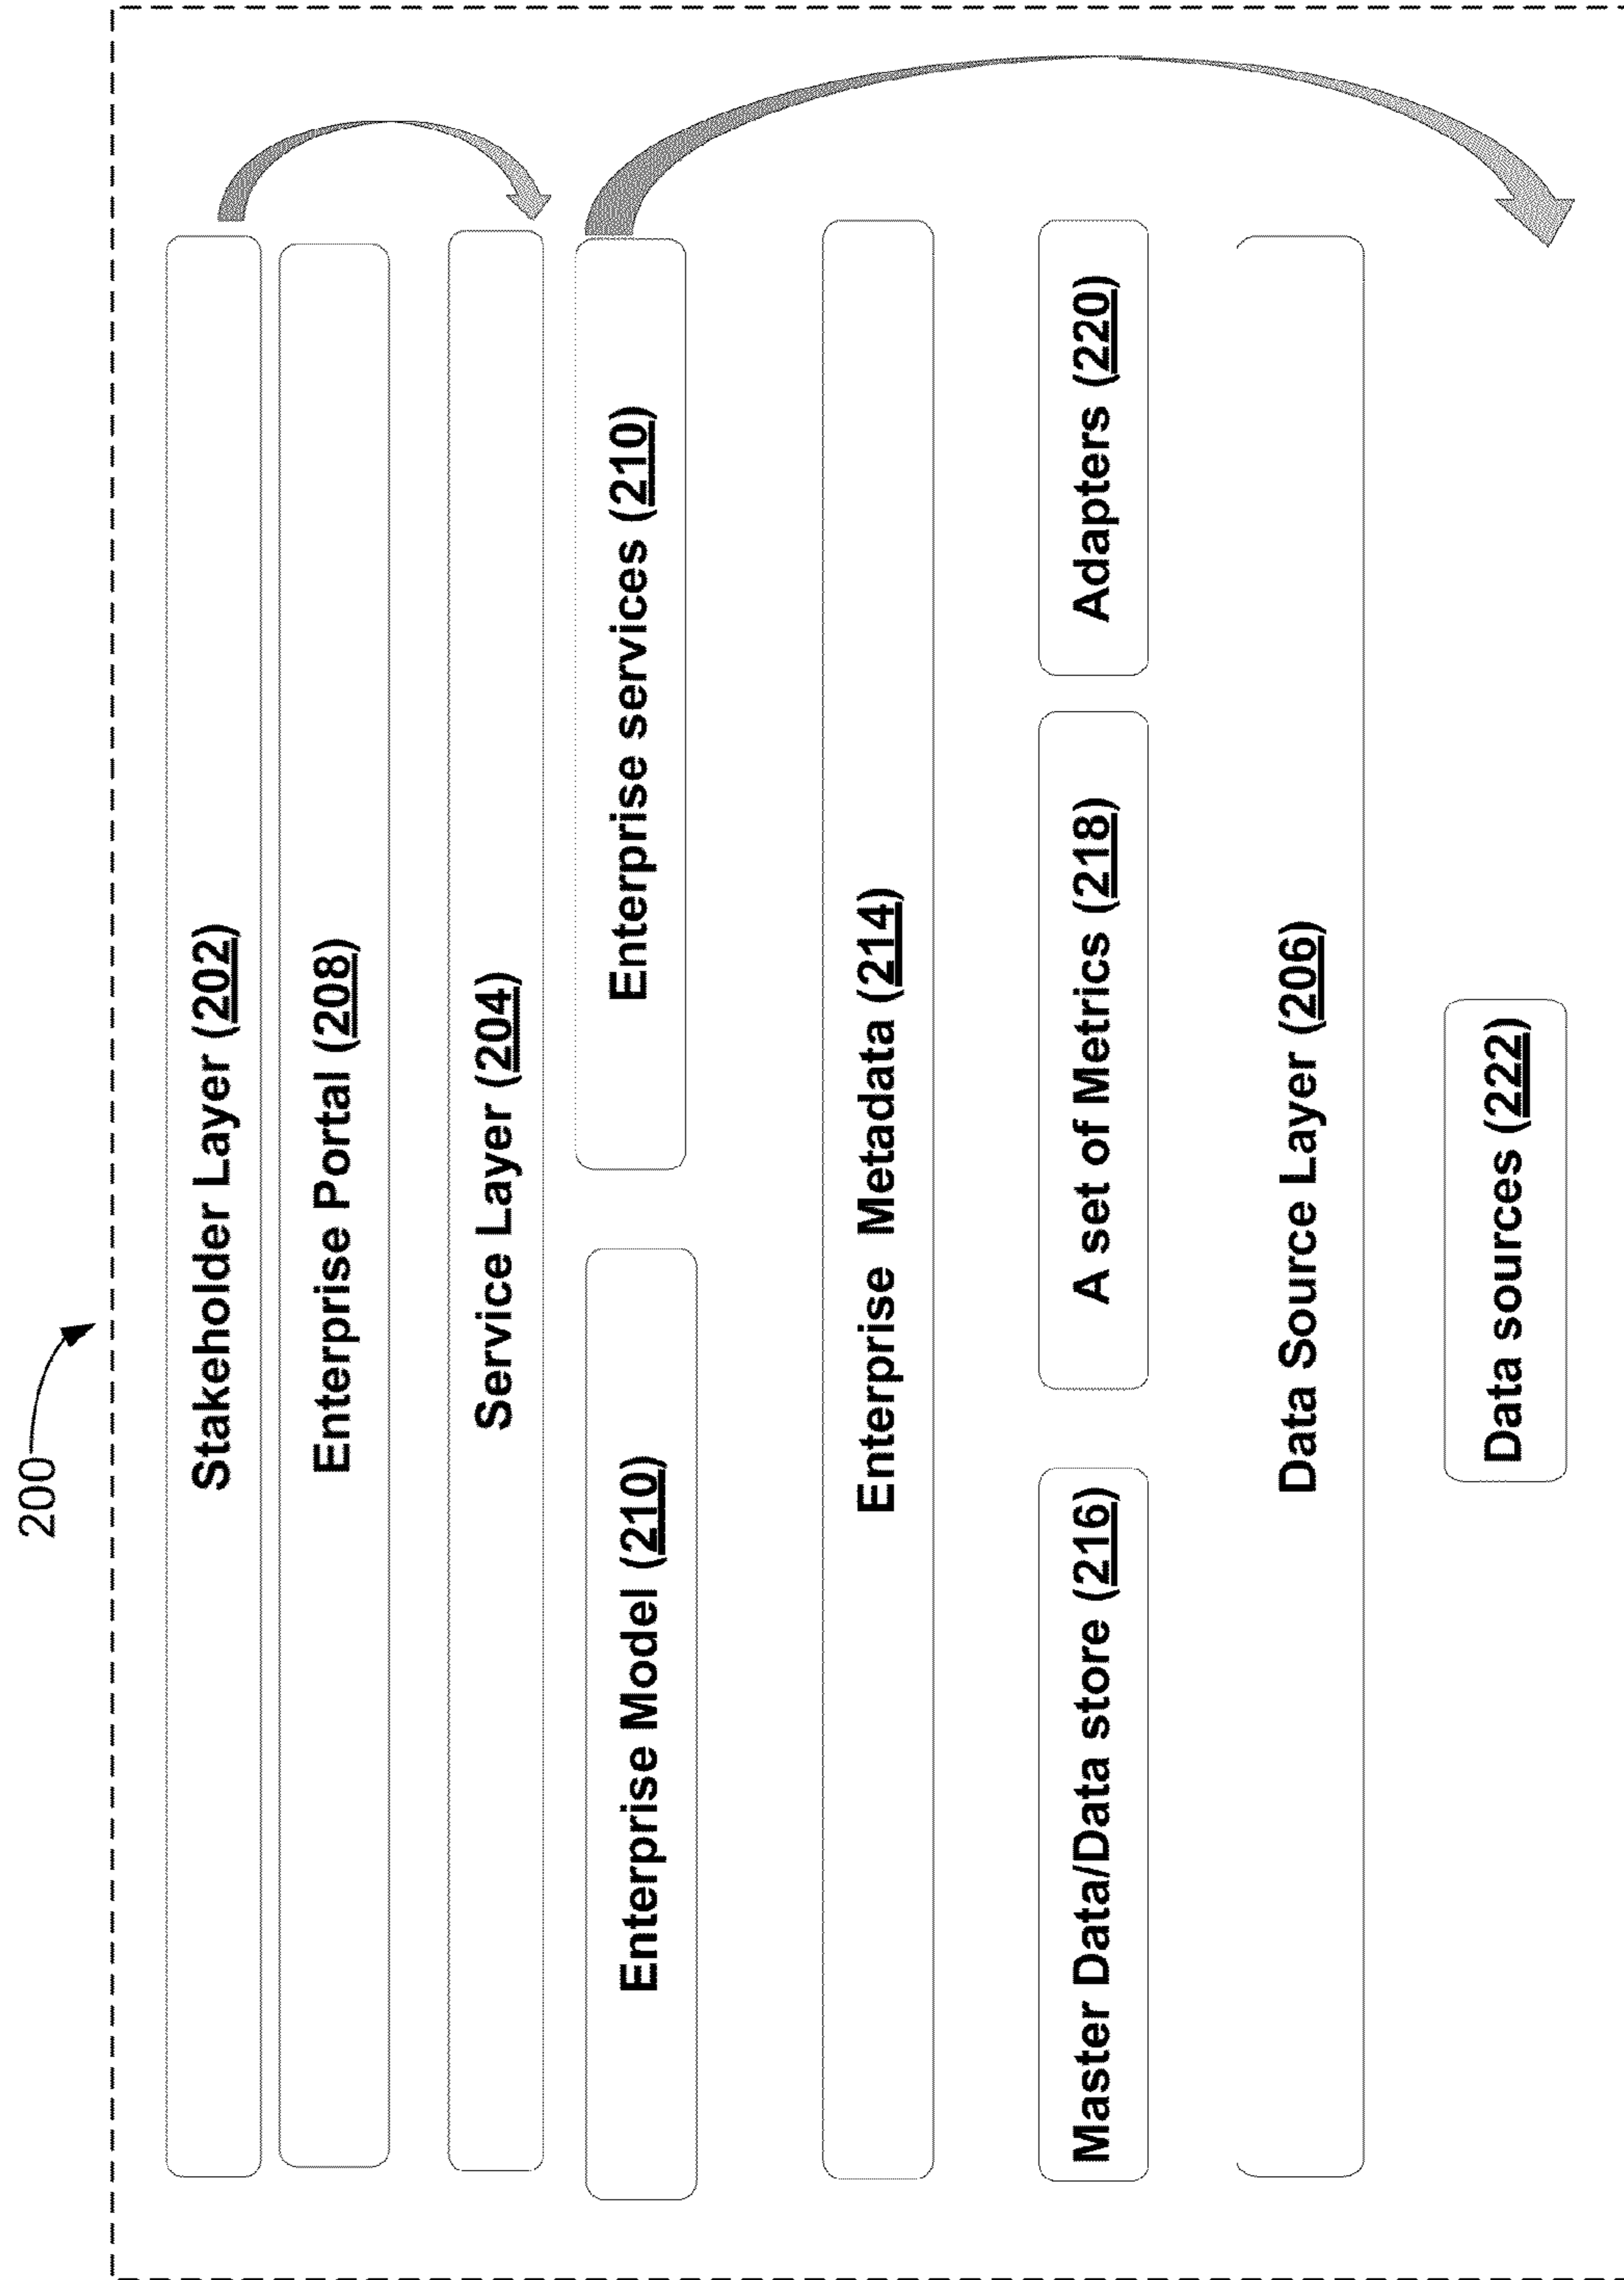 200
Stakeholder Layer (202)
Enterprise Portal (208)
Service Layer (204)
Enterprise Model (210)
Enterprise services (210)
Enterprise Metadata (214)
Master Data/Data store (216)
A set of Metrics (218)
Adapters (220)
Data Source Layer (206)
Data sources (222)